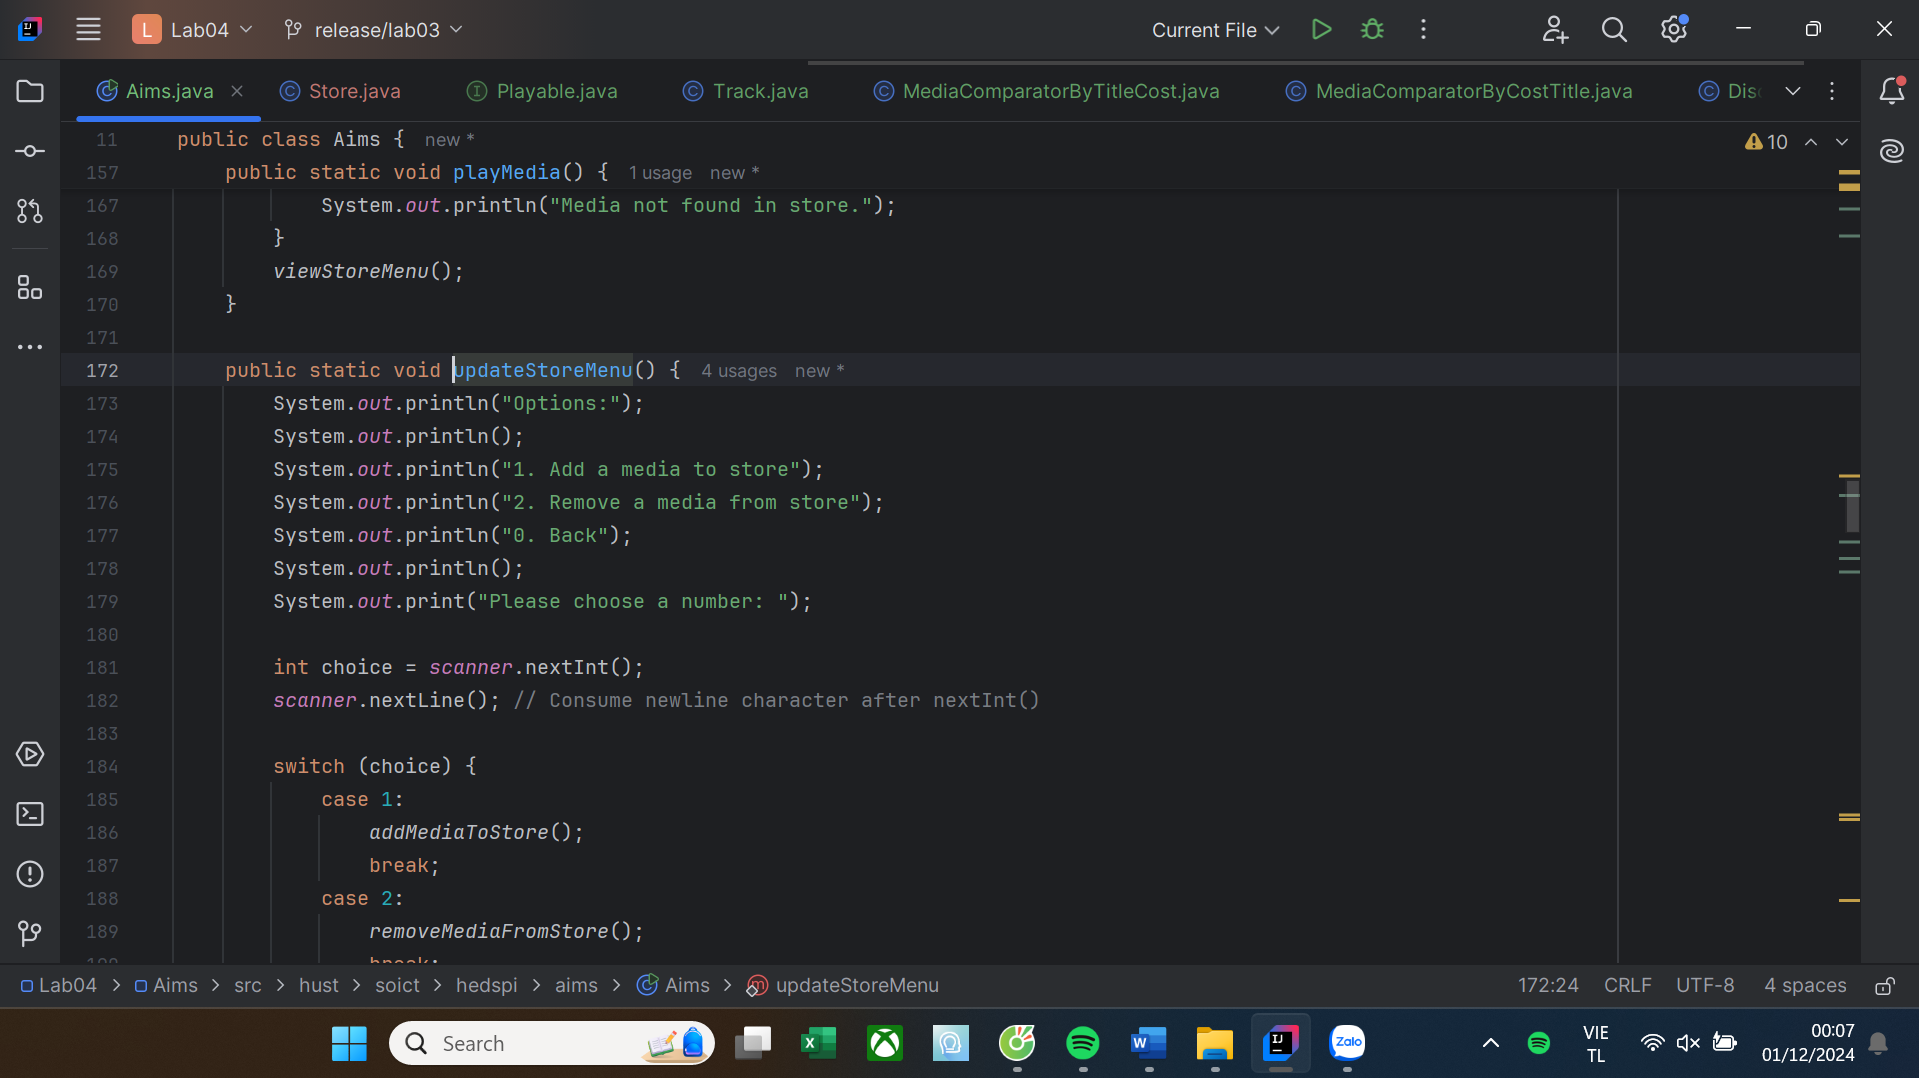 L Lab04 release/lab03 Current File
Aims.java Store.java Playable.java Track.java MediaComparatorByTitleCost.java MediaComparatorByCostTitle.java Disc
11 public class Aims { new *
157 public static void playMedia() { 1 usage new *
10
167 System.out.println("Media not found in store.");
168 }
169 viewStoreMenu();
170 }
171
172 public static void updateStoreMenu() { 4 usages new *
173 System.out.println("Options:");
174 System.out.println();
175 System.out.println("1. Add a media to store");
176 System.out.println("2. Remove a media from store");
177 System.out.println("0. Back");
178 System.out.println();
179 System.out.print("Please choose a number: ");
180
181 int choice = scanner.nextInt();
182 scanner.nextLine(); // Consume newline character after nextInt()
183
184 switch (choice) {
185 case 1:
186 addMediaToStore();
187 break;
188 case 2:
189 removeMediaFromStore();
190 break;
Lab04 > Aims > src > hust > soict > hedspi > aims > Aims > updateStoreMenu 172:24 CRLF UTF-8 4 spaces
Search Zalo VIE 00:07
TL 01/12/2024